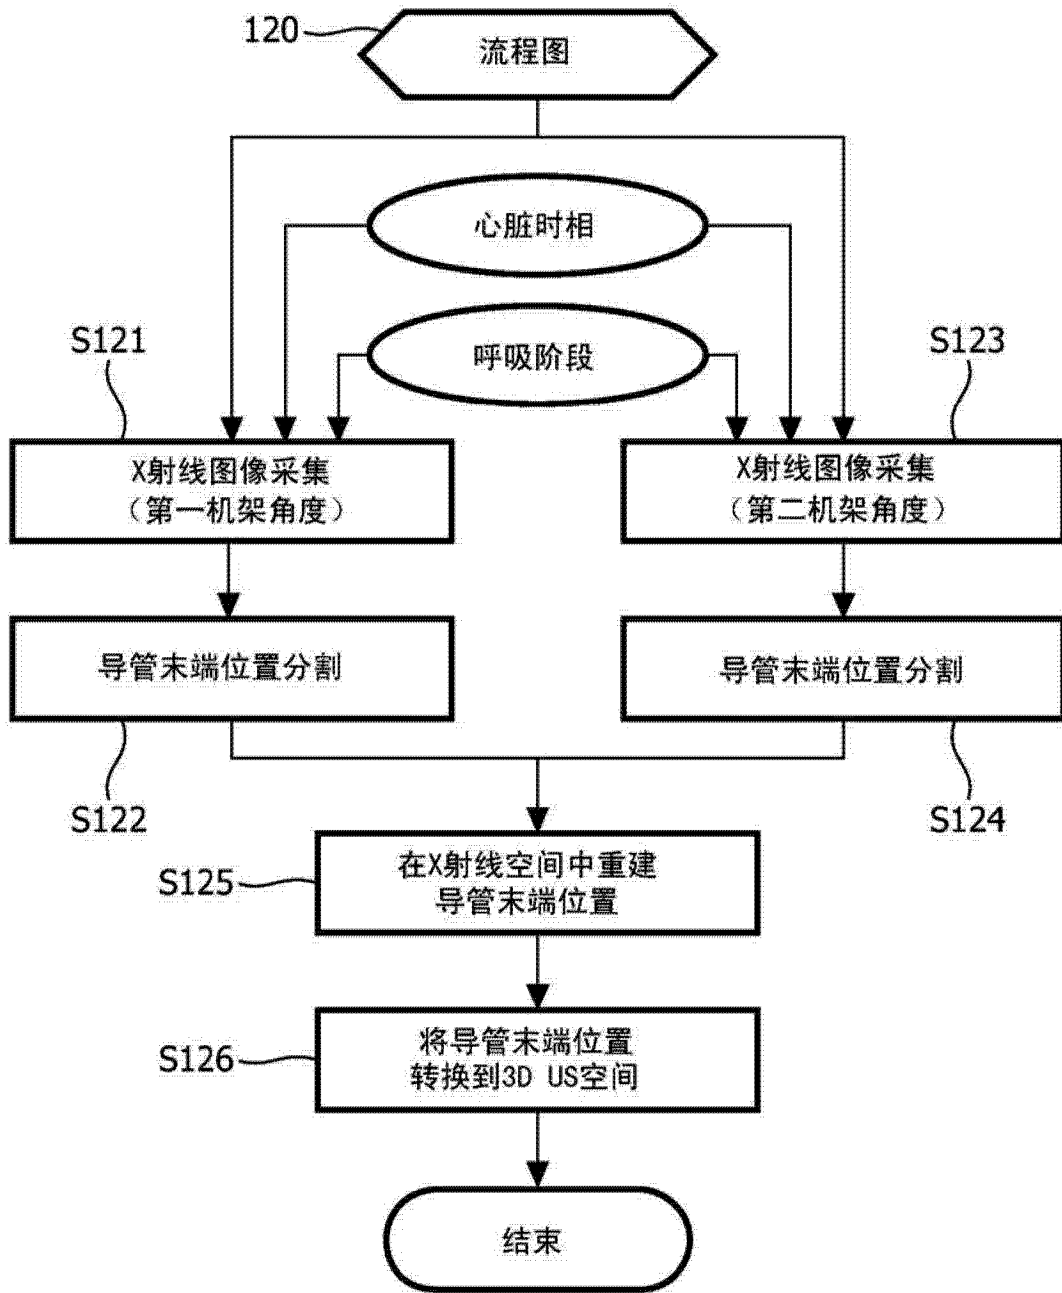 120
流程图
心脏时相
S121
呼吸阶段
S123
X射线图像采集
（第一机架角度）
X射线图像采集
（第二机架角度）
导管末端位置分割
导管末端位置分割
S122
S124
S125
在X射线空间中重建
导管末端位置
S126
将导管末端位置
转换到3D US空间
结束